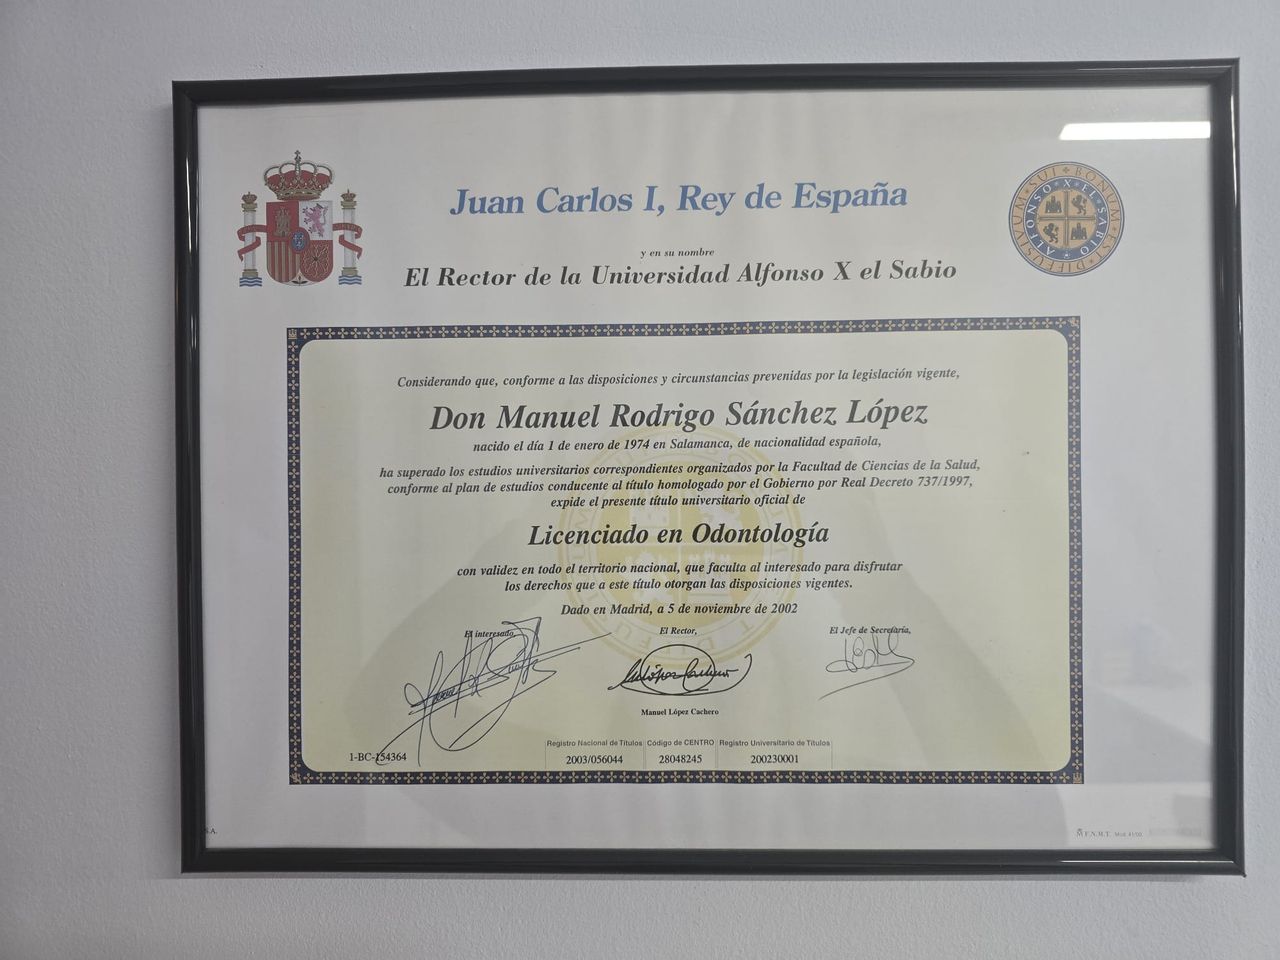 Juan Carlos I, Rey de España
y en su nombre
El Rector de la Universidad Alfonso X el Sabio
ALFONSO X EL SABIO
Considerando que, conforme a las disposiciones y circunstancias prevenidas por la legislación vigente,
Don Manuel Rodrigo Sánchez López
nacido el día 1 de enero de 1974 en Salamanca, de nacionalidad española,
ha superado los estudios universitarios correspondientes organizados por la Facultad de Ciencias de la Salud,
conforme al plan de estudios conducente al título homologado por el Gobierno por Real Decreto 737/1997,
expide el presente título universitario oficial de
Licenciado en Odontología
con validez en todo el territorio nacional, que faculta al interesado para disfrutar
los derechos que a este título otorgan las disposiciones vigentes.
Dado en Madrid, a 5 de noviembre de 2002
El interesado, El Rector, El Jefe de Secretaría,
Manuel López Cachero
1-BC-154364
Registro Nacional de Títulos Código de CENTRO Registro Universitario de Títulos
2003/056044 28048245 200230001
S.A. F.N.M.T.